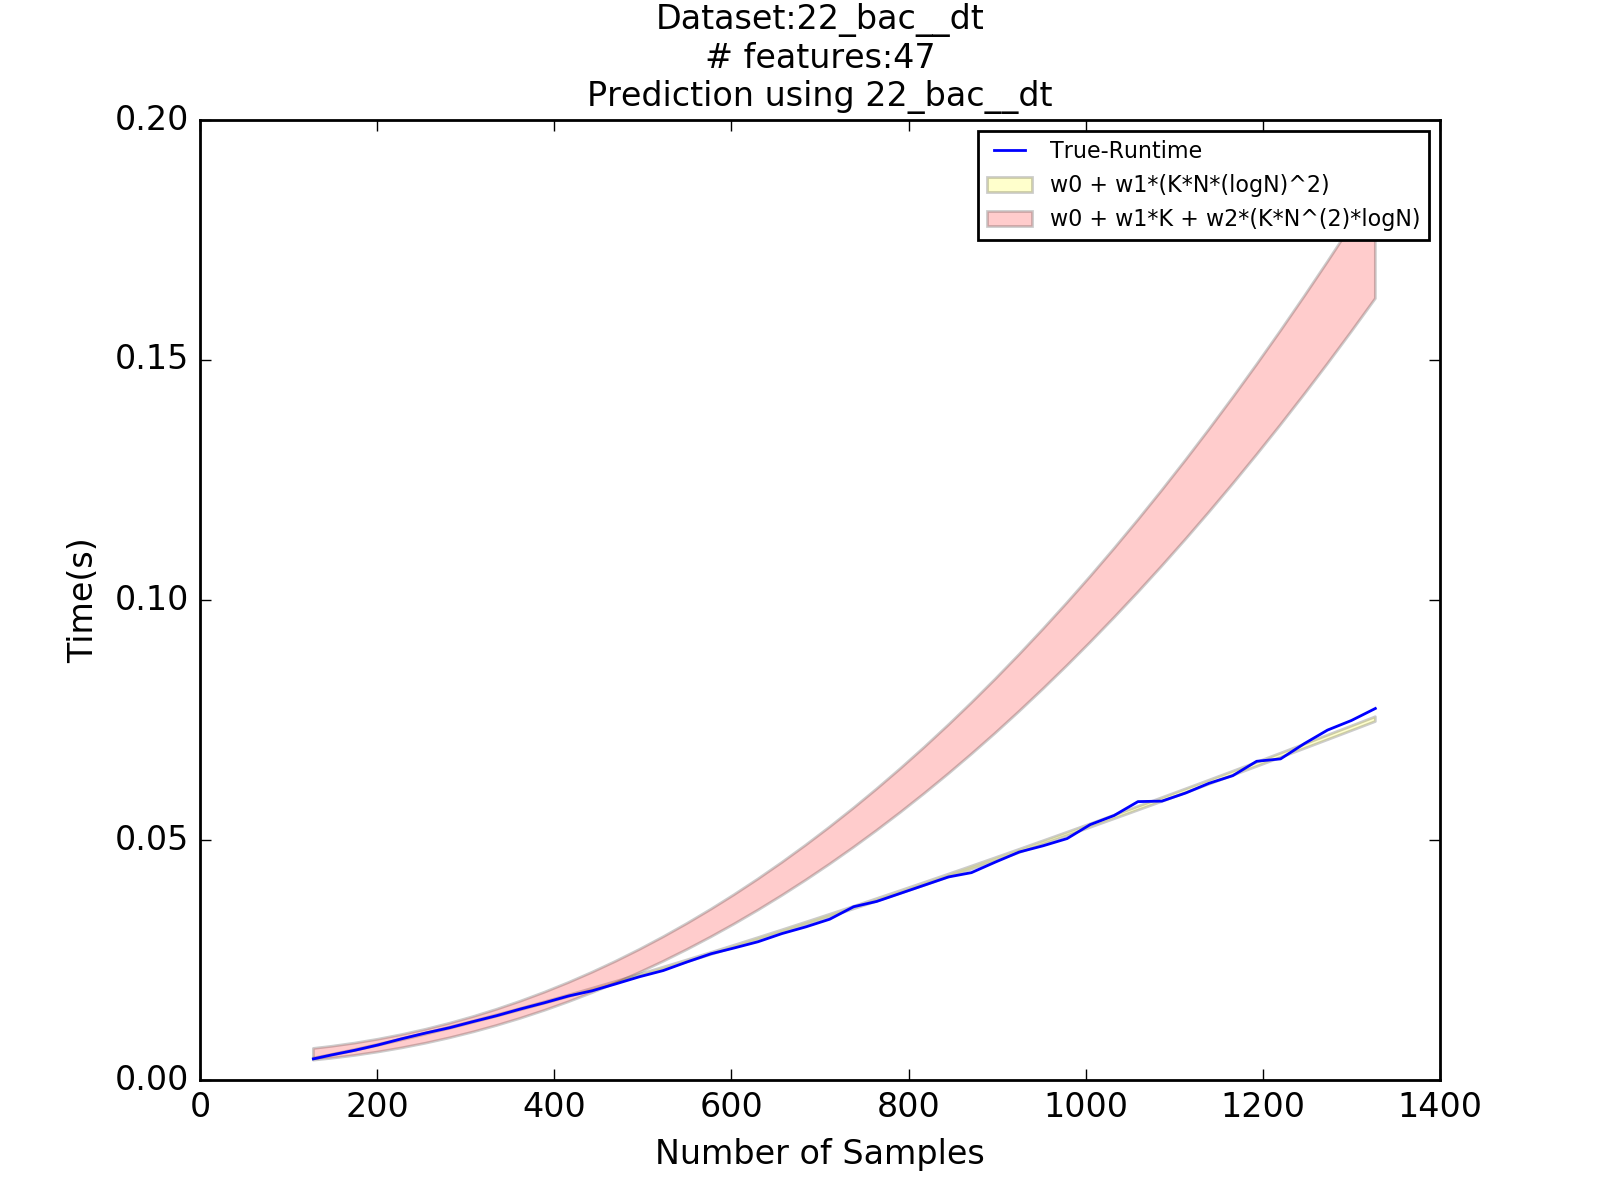 Dataset:22_bac__dt
# features:47
Prediction using 22_bac__dt
0.20
0.15
0.10
0.05
0.00
Time(s)
True-Runtime
w0 + w1*(K*N*(logN)^2)
w0 + w1*K + w2*(K*N^(2)*logN)
0 200 400 600 800 1000 1200 1400
Number of Samples